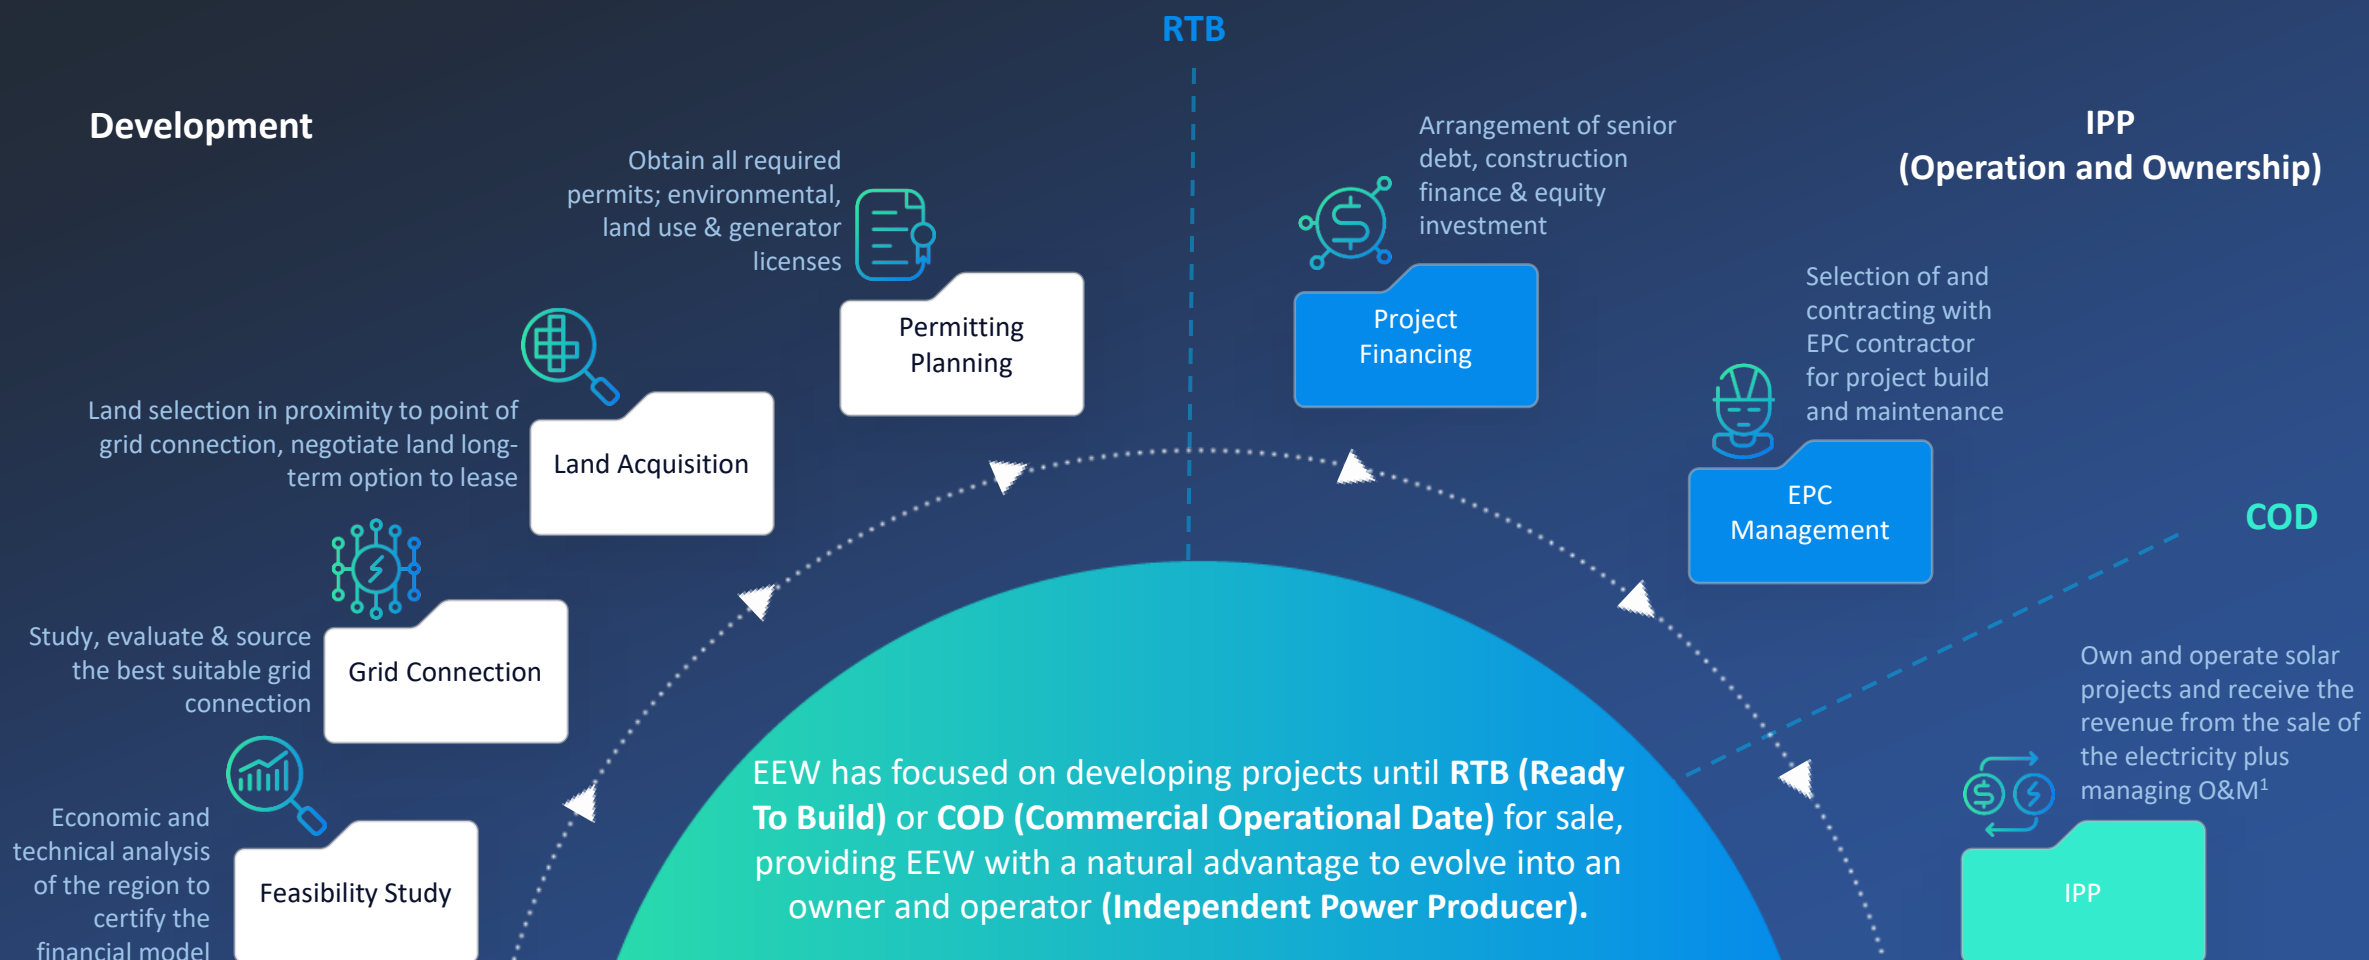 RTB
Development
IPP
(Operation and Ownership)
Obtain all required
permits; environmental,
land use & generator
licenses
Permitting
Planning
Arrangement of senior
debt, construction
finance & equity
investment
Project
Financing
Selection of and
contracting with
EPC contractor
for project build
and maintenance
EPC
Management
Land selection in proximity to point of
grid connection, negotiate land long-
term option to lease
Land Acquisition
COD
Study, evaluate & source
the best suitable grid
connection
Grid Connection
Own and operate solar
projects and receive the
revenue from the sale of
the electricity plus
managing O&M¹
IPP
Economic and
technical analysis
of the region to
certify the
financial model
Feasibility Study
EEW has focused on developing projects until RTB (Ready
To Build) or COD (Commercial Operational Date) for sale,
providing EEW with a natural advantage to evolve into an
owner and operator (Independent Power Producer).